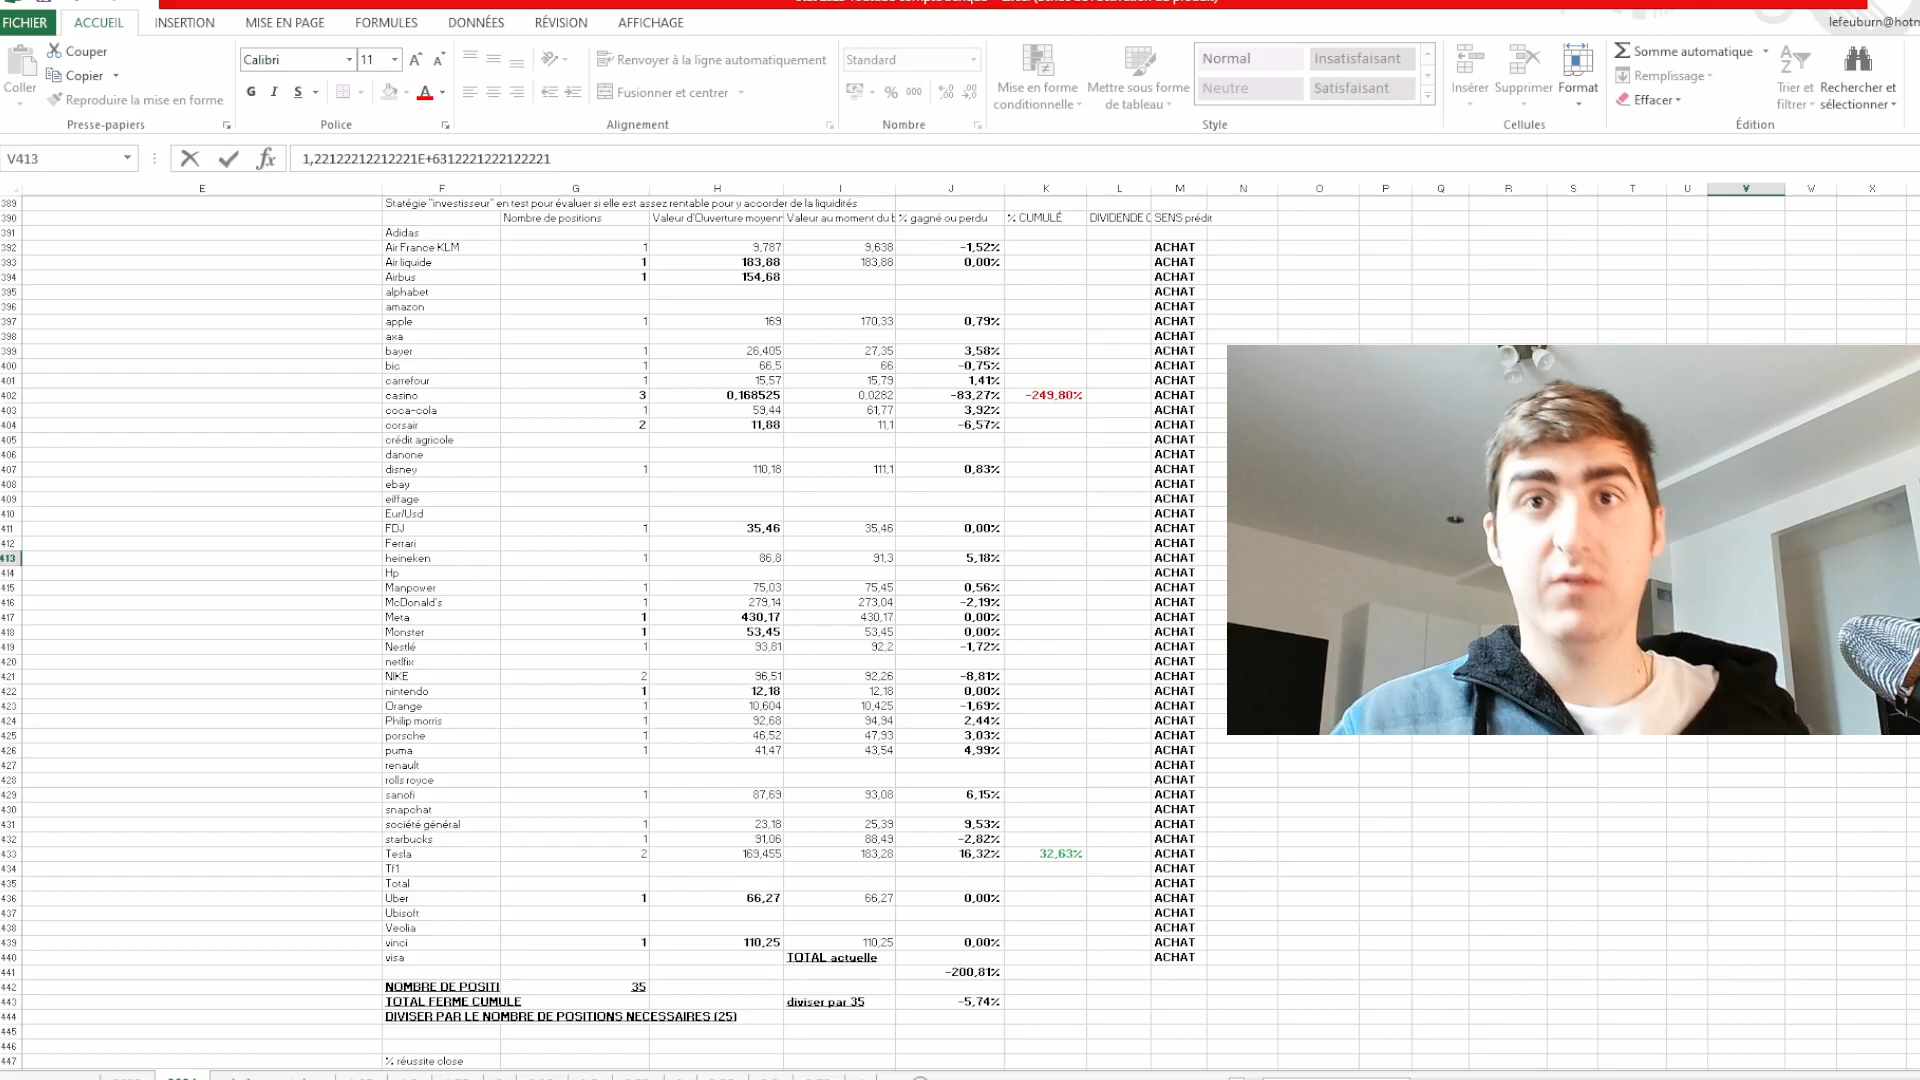 FICHIER ACCUEIL INSERTION MISE EN PAGE FORMULES DONNÉES RÉVISION AFFICHAGE
Couper
Copier
Reproduire la mise en forme
Coller
Presse-papiers
Calibri 11
G I S
Police
Renvoyer à la ligne automatiquement
Fusionner et centrer
Alignement
Standard
% 000
Nombre
Mise en forme conditionnelle
Mettre sous forme de tableau
Normal Insatisfaisant
Neutre Satisfaisant
Style
Insérer Supprimer Format
Cellules
Somme automatique
Remplissage
Effacer
Trier et filtrer
Rechercher et sélectionner
Édition
V413 fx 1,22122212212221E+6312221222122221
E F G H I J K L M N O P Q R S T U V W X
389 Statégie "investisseur" en test pour évaluer si elle est assez rentable pour y accorder de la liquidités
390 Nombre de positions Valeur d'Ouverture moyenn Valeur au moment du b % gagné ou perdu % CUMULÉ DIVIDENDE C SENS prédit
391 Adidas
392 Air France KLM 1 9,787 9,638 -1,52% ACHAT
393 Air liquide 1 183,88 183,88 0,00% ACHAT
394 Airbus 1 154,68 ACHAT
395 alphabet ACHAT
396 amazon ACHAT
397 apple 1 169 170,33 0,79% ACHAT
398 axa ACHAT
399 bayer 1 26,405 27,35 3,58% ACHAT
400 bic 1 66,5 66 -0,75% ACHAT
401 carrefour 1 15,57 15,79 1,41% ACHAT
402 casino 3 0,168525 0,0282 -83,27% -249,80% ACHAT
403 coca-cola 1 59,44 61,77 3,92% ACHAT
404 corsair 2 11,88 11,1 -6,57% ACHAT
405 crédit agricole ACHAT
406 danone ACHAT
407 disney 1 110,18 111,1 0,83% ACHAT
408 ebay ACHAT
409 eiffage ACHAT
410 Eur/Usd ACHAT
411 FDJ 1 35,46 35,46 0,00% ACHAT
412 Ferrari ACHAT
413 heineken 1 86,8 91,3 5,18% ACHAT
414 Hp ACHAT
415 Manpower 1 75,03 75,45 0,56% ACHAT
416 McDonald's 1 279,14 273,04 -2,19% ACHAT
417 Meta 1 430,17 430,17 0,00% ACHAT
418 Monster 1 53,45 53,45 0,00% ACHAT
419 Nestlé 1 93,81 92,2 -1,72% ACHAT
420 netlfix ACHAT
421 NIKE 2 96,51 92,26 -8,81% ACHAT
422 nintendo 1 12,18 12,18 0,00% ACHAT
423 Orange 1 10,604 10,425 -1,69% ACHAT
424 Philip morris 1 92,68 94,94 2,44% ACHAT
425 porsche 1 46,52 47,93 3,03% ACHAT
426 puma 1 41,47 43,54 4,99% ACHAT
427 renault ACHAT
428 rolls royce ACHAT
429 sanofi 1 87,69 93,08 6,15% ACHAT
430 snapchat ACHAT
431 société général 1 23,18 25,39 9,53% ACHAT
432 starbucks 1 91,06 88,49 -2,82% ACHAT
433 Tesla 2 169,455 183,28 16,32% 32,63% ACHAT
434 Tf1 ACHAT
435 Total ACHAT
436 Uber 1 66,27 66,27 0,00% ACHAT
437 Ubisoft ACHAT
438 Veolia ACHAT
439 vinci 1 110,25 110,25 0,00% ACHAT
440 visa TOTAL actuelle ACHAT
441 -200,81%
442 NOMBRE DE POSITI 35
443 TOTAL FERME CUMULE diviser par 35 -5,74%
444 DIVISER PAR LE NOMBRE DE POSITIONS NECESSAIRES (25)
445
446
447 % réussite close